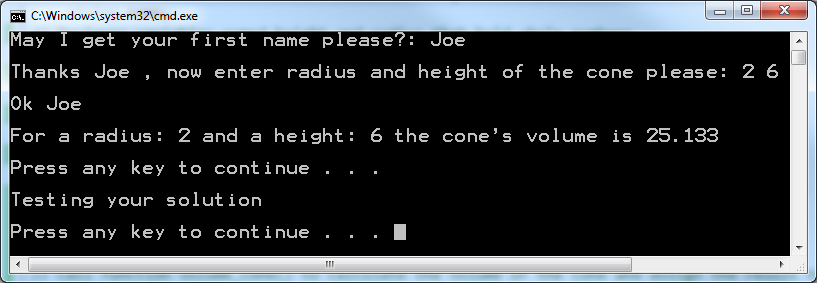 C:\Windows\system32\cmd.exe
May I get your first name please?: Joe
Thanks Joe , now enter radius and height of the cone please: 2 6
Ok Joe
For a radius: 2 and a height: 6 the cone's volume is 25.133
Press any key to continue . . .
Testing your solution
Press any key to continue . . .